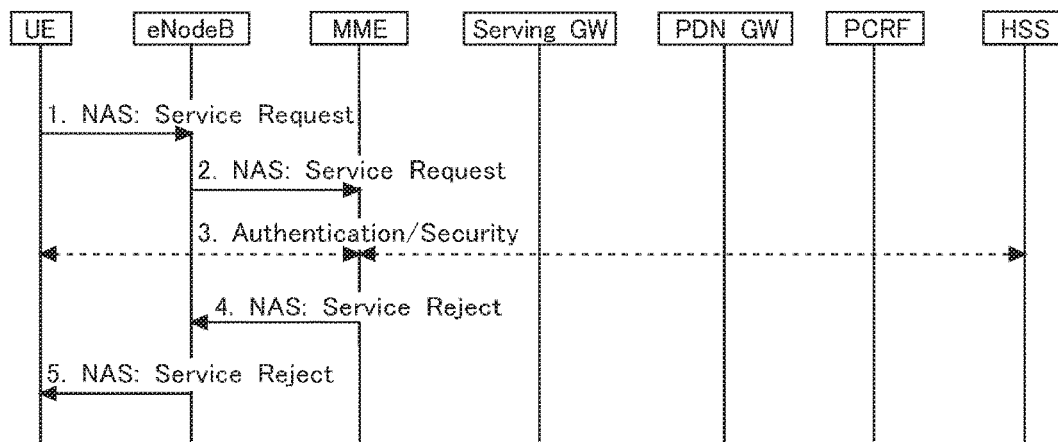 UE eNodeB MME Serving GW PDN GW PCRF HSS
1. NAS: Service Request
2. NAS: Service Request
3. Authentication/Security
4. NAS: Service Reject
5. NAS: Service Reject